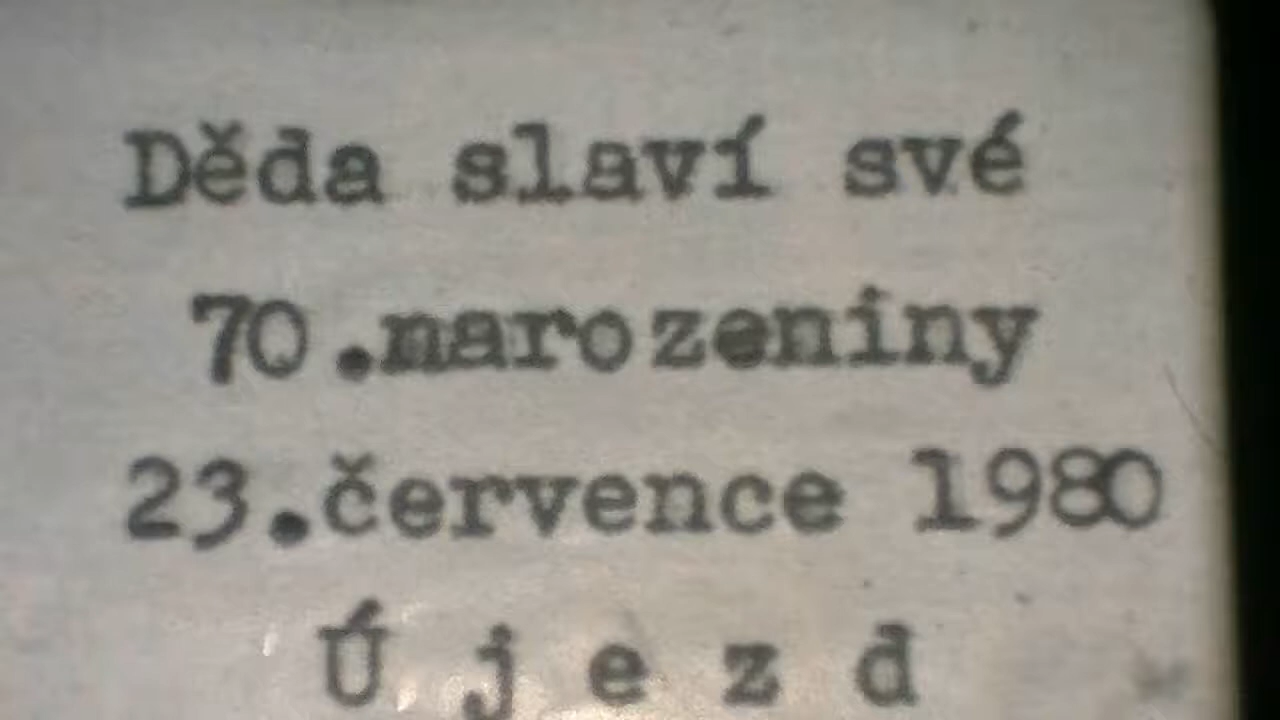 Děda slaví své
70.narozeniny
23.července 1980
Ú j e z d